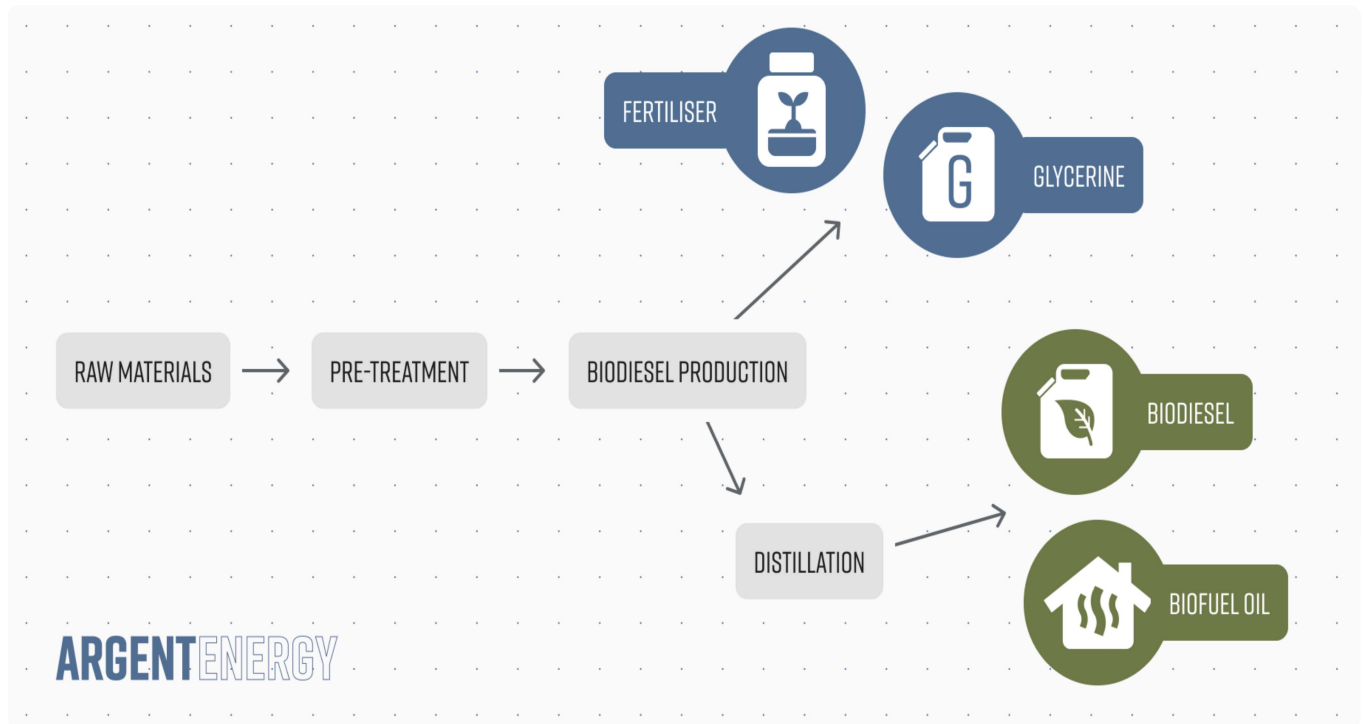 FERTILISER
G
GLYCERINE
RAW MATERIALS
PRE-TREATMENT
BIODIESEL PRODUCTION
BIODIESEL
DISTILLATION
BIOFUEL OIL
ARGENTENERGY